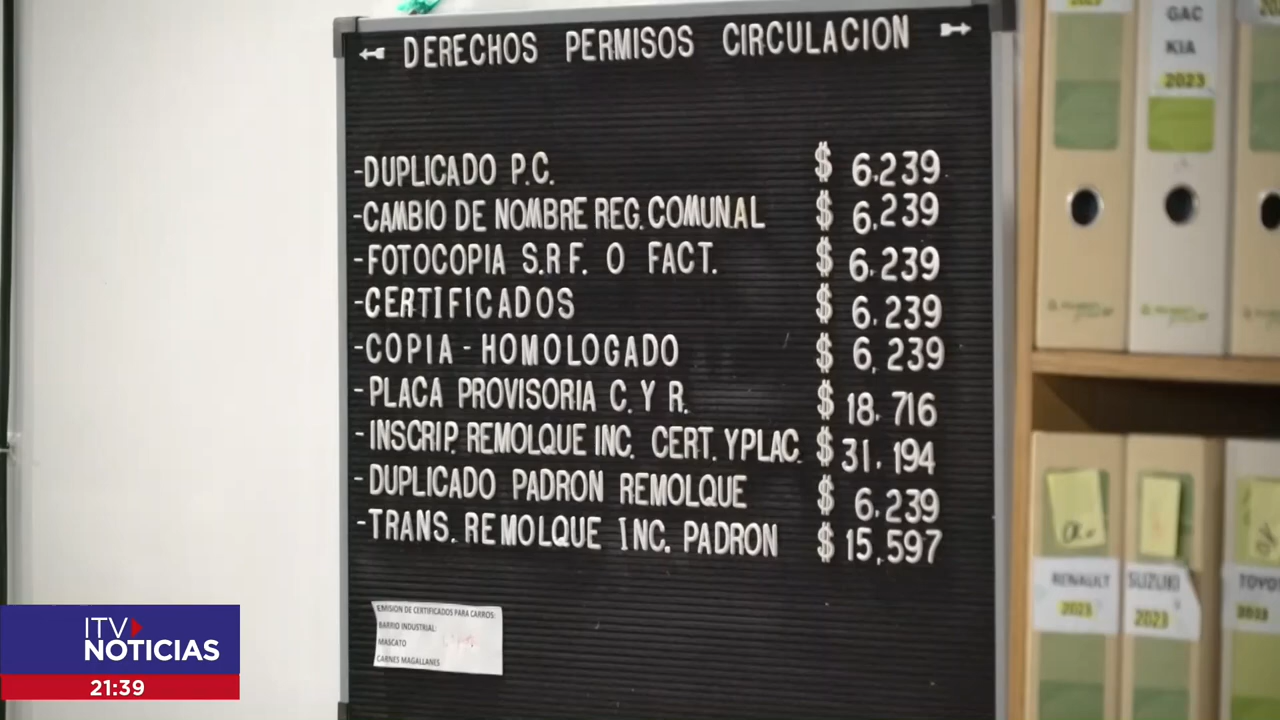 DERECHOS PERMISOS CIRCULACION
-DUPLICADO P.C. $ 6.239
-CAMBIO DE NOMBRE REG. COMUNAL $ 6,239
-FOTOCOPIA S.R F. O FACT. $ 6.239
-CERTIFICADOS $ 6.239
-COPIA - HOMOLOGADO $ 6,239
-PLACA PROVISORIA C. Y R. $ 18.716
-INSCRIP. REMOLQUE INC. CERT. Y PLAC. $ 31.194
-DUPLICADO PADRON REMOLQUE $ 6.239
-TRANS. REMOLQUE INC. PADRON $ 15,597
EMISION DE CERTIFICADOS PARA CARROS:
BARRIO INDUSTRIAL:
MASCATO
CARNES MAGALLANES
2023
GAC
KIA
2023
RENAULT
2023
SUZUKI
2023
TOYO
2023
ITV
NOTICIAS
21:39